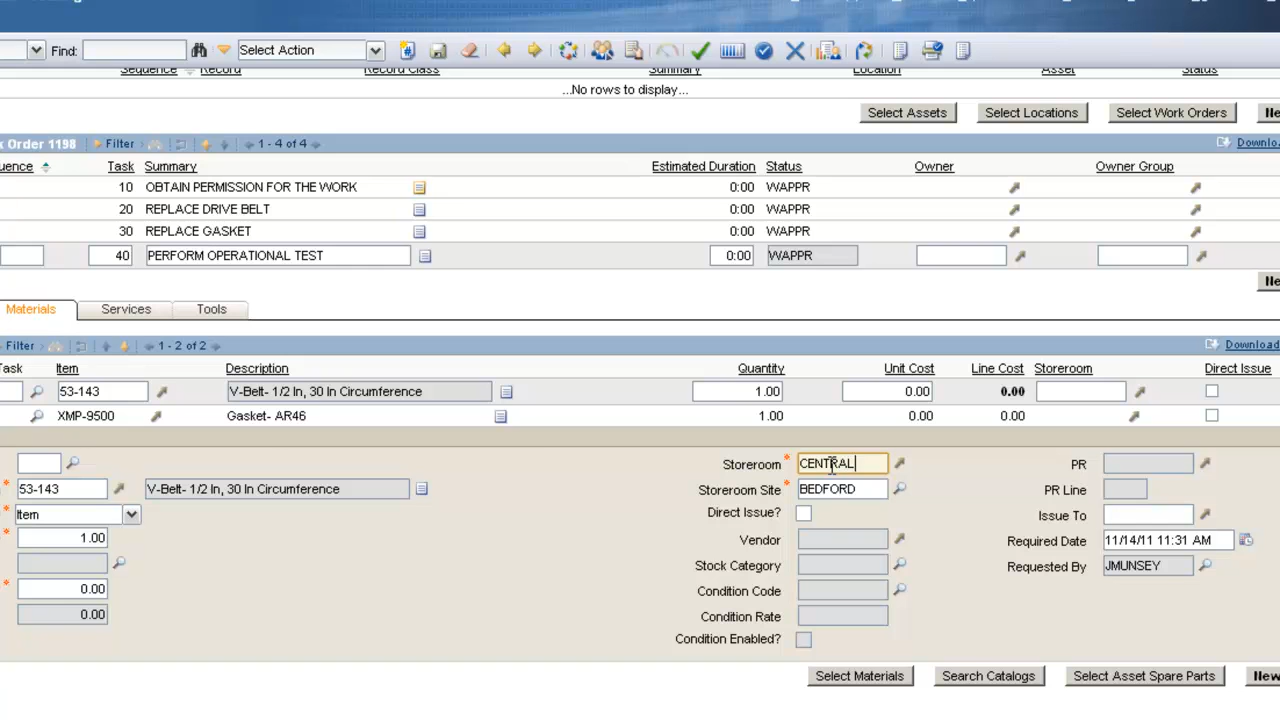 Find: Select Action
Sequence Record Record Class Summary Location Asset Status
...No rows to display...
Select Assets Select Locations Select Work Orders Ne
k Order 1198 Filter 1 - 4 of 4 Downlo
uence Task Summary Estimated Duration Status Owner Owner Group
10 OBTAIN PERMISSION FOR THE WORK 0:00 WAPPR
20 REPLACE DRIVE BELT 0:00 WAPPR
30 REPLACE GASKET 0:00 WAPPR
40 PERFORM OPERATIONAL TEST 0:00 WAPPR
Ne
Materials Services Tools
Filter 1 - 2 of 2 Download
Task Item Description Quantity Unit Cost Line Cost Storeroom Direct Issue
53-143 V-Belt- 1/2 In, 30 In Circumference 1.00 0.00 0.00
XMP-9500 Gasket- AR46 1.00 0.00 0.00
Storeroom * CENTRAL PR
* 53-143 V-Belt- 1/2 In, 30 In Circumference Storeroom Site * BEDFORD PR Line
* Item Direct Issue? Issue To
* 1.00 Vendor Required Date 11/14/11 11:31 AM
Stock Category Requested By JMUNSEY
* 0.00 Condition Code
0.00 Condition Rate
Condition Enabled?
Select Materials Search Catalogs Select Asset Spare Parts New